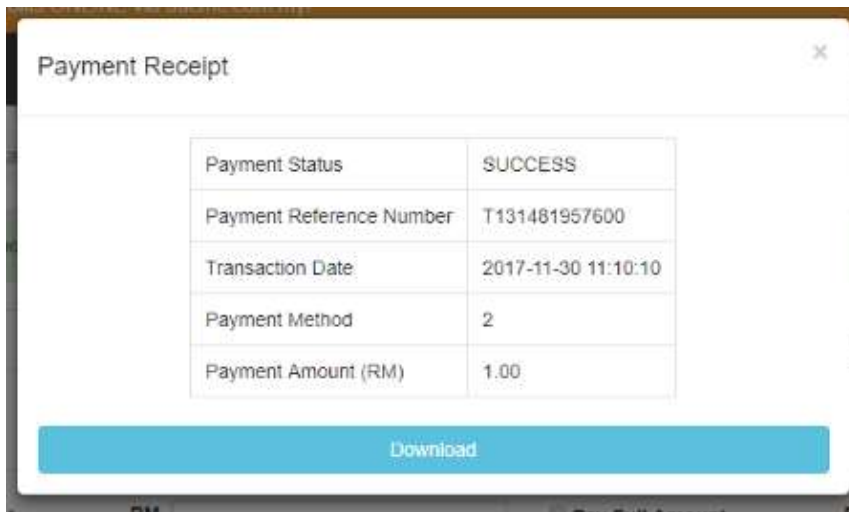 Payment Receipt
×
Payment Status SUCCESS
Payment Reference Number T131481957600
Transaction Date 2017-11-30 11:10:10
Payment Method 2
Payment Amount (RM) 1.00
Download
RM